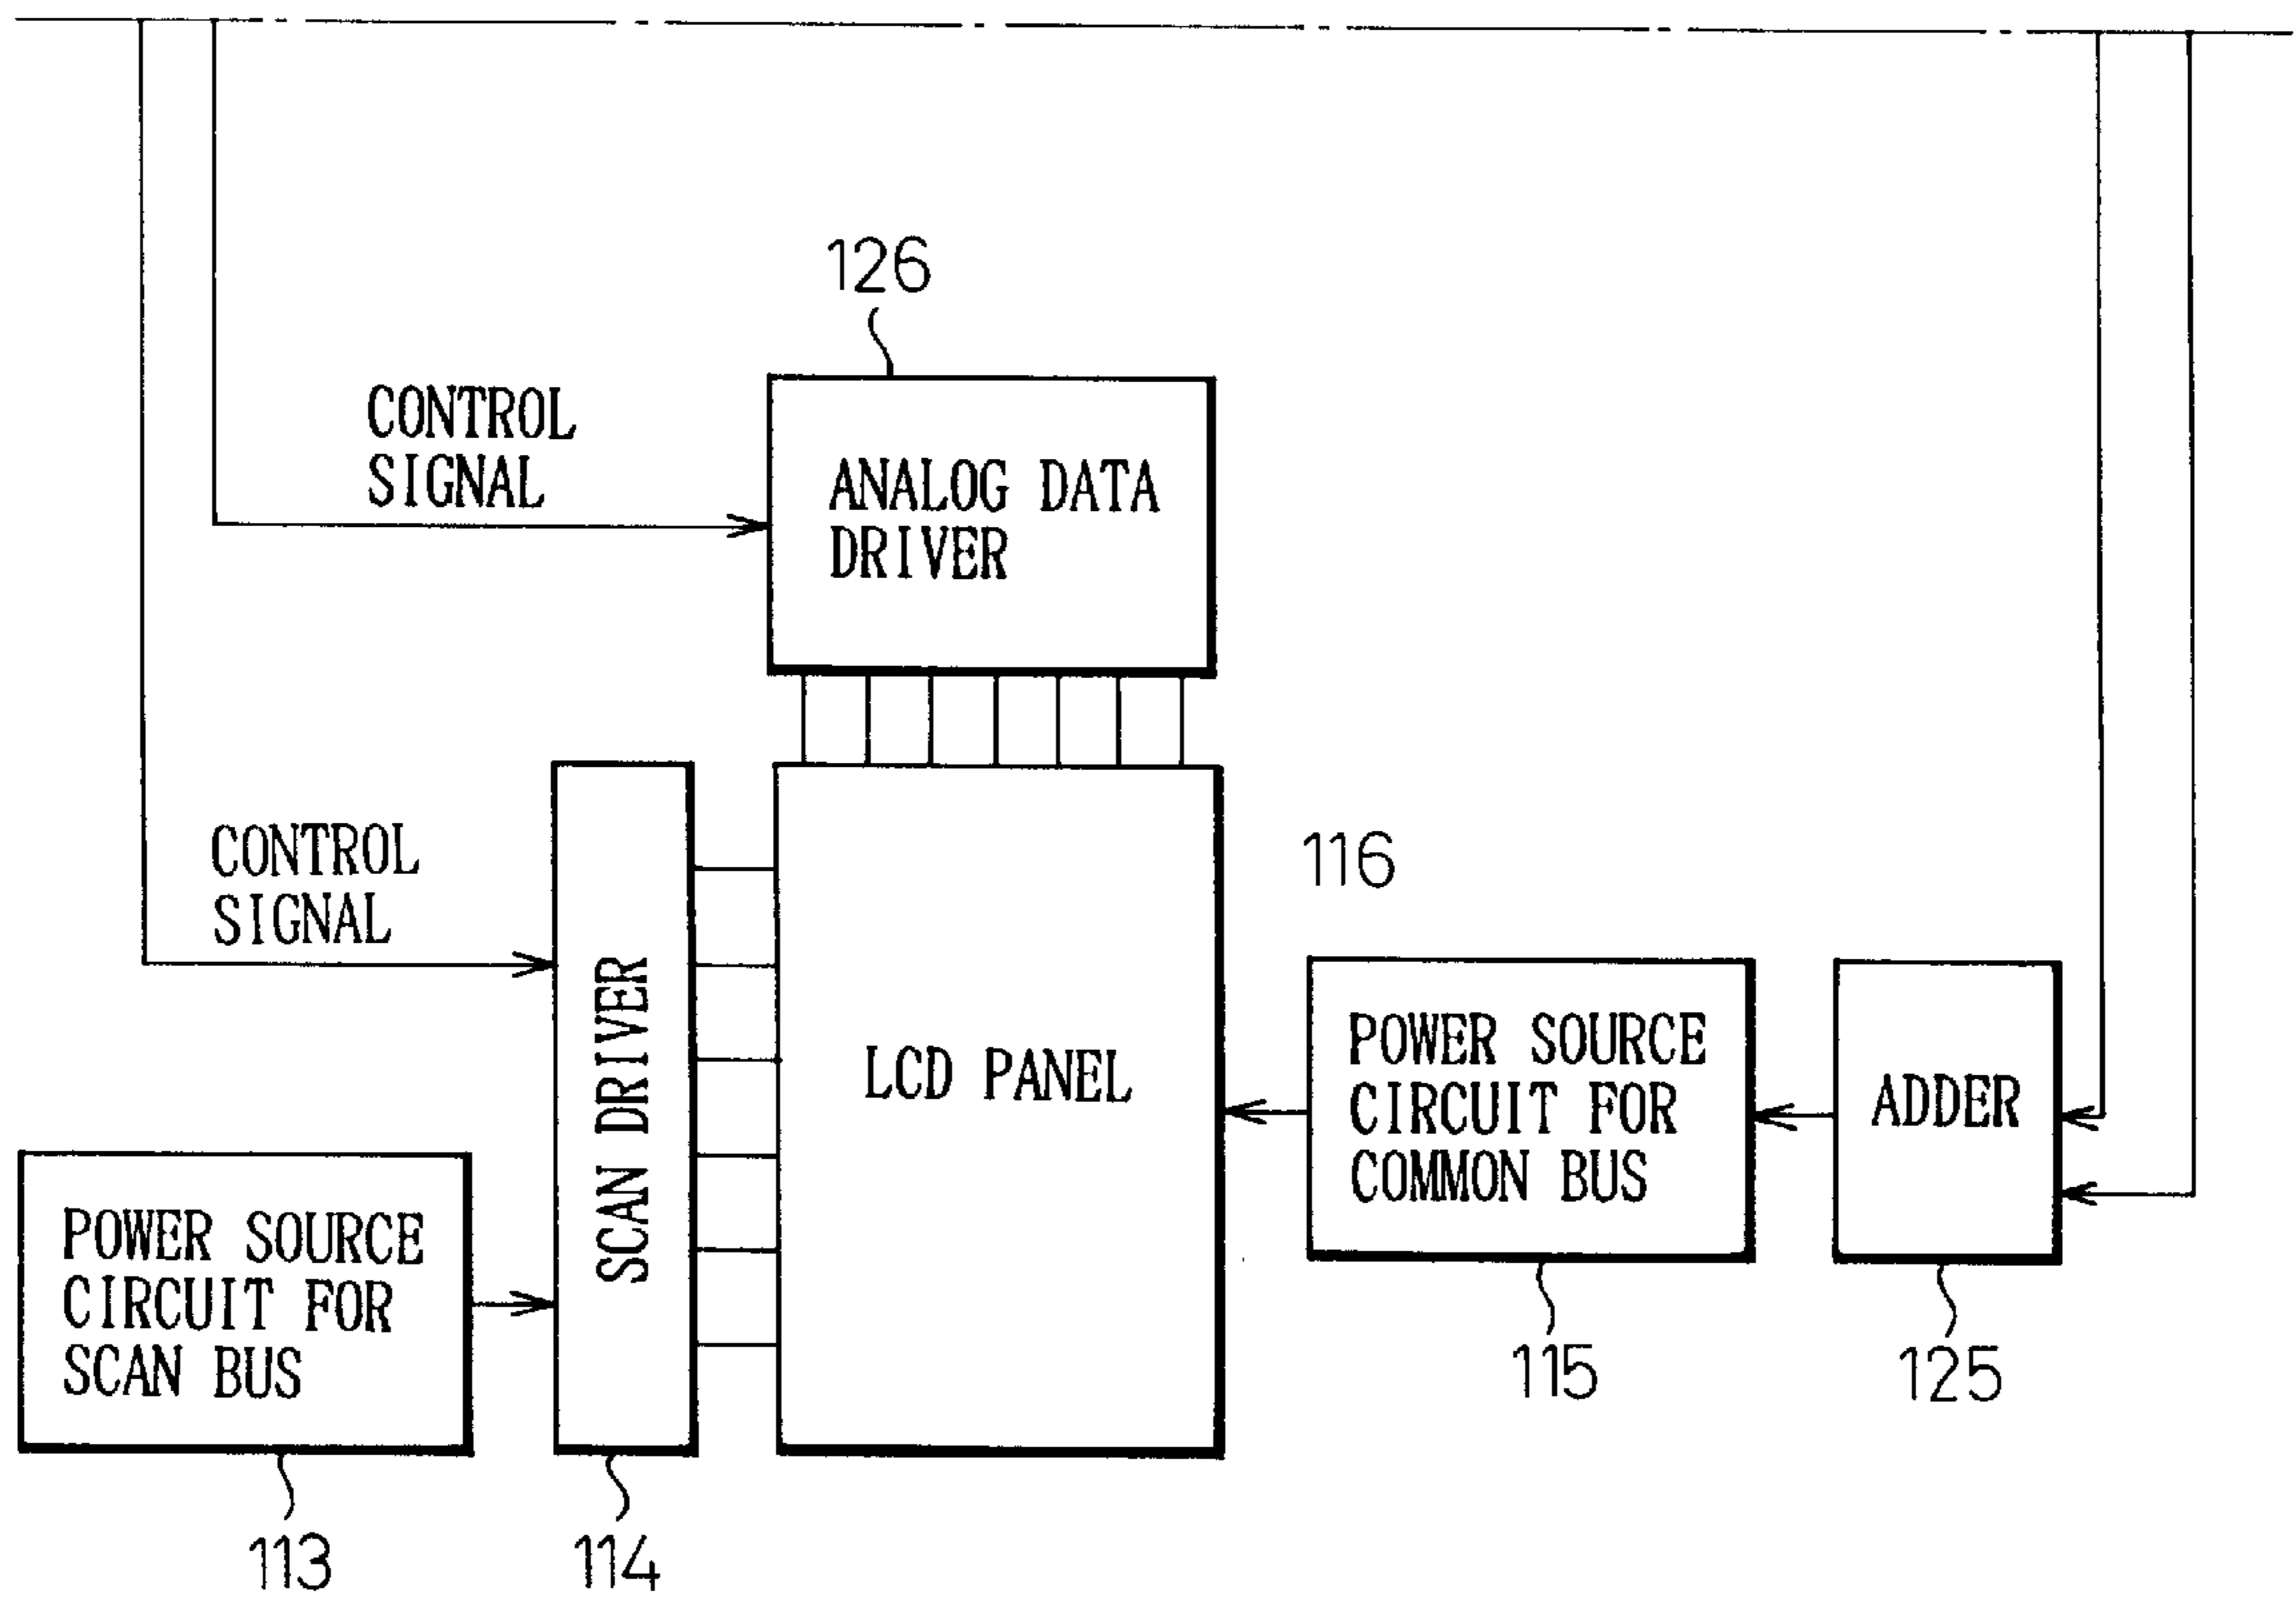 126
CONTROL
SIGNAL
ANALOG DATA
DRIVER
CONTROL
SIGNAL
116
SCAN DRIVER
LCD PANEL
POWER SOURCE
CIRCUIT FOR
COMMON BUS
ADDER
POWER SOURCE
CIRCUIT FOR
SCAN BUS
115
125
113
114